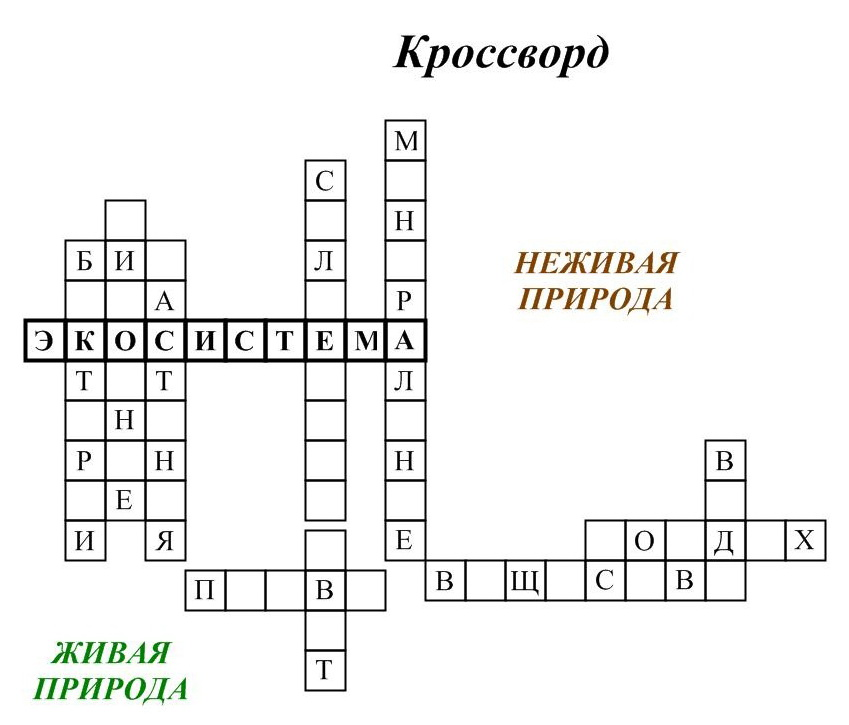 Кроссворд
М
С
Н
Б И Л
А Р
ЭКОСИСТЕМА
Т Т Л
Н
Р Н Н В
Е
И Я Е О Д Х
П В В Щ С В
Т
НЕЖИВАЯ
ПРИРОДА
ЖИВАЯ
ПРИРОДА